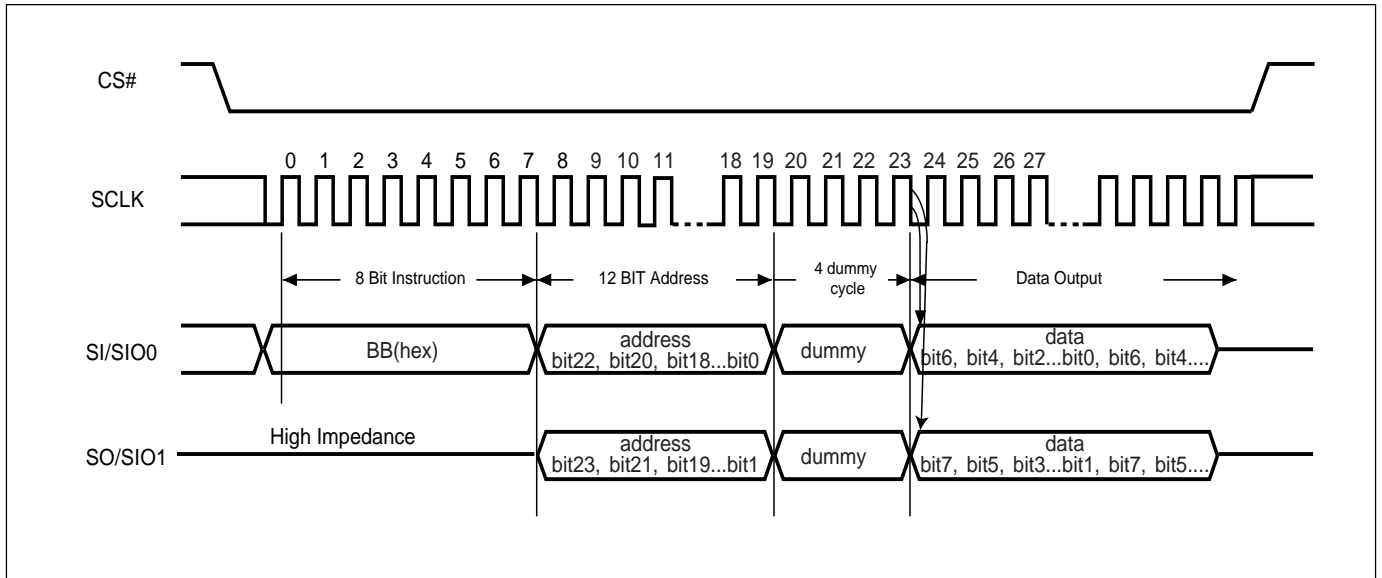 CS#
0 1 2 3 4 5 6 7 8 9 10 11 18 19 20 21 22 23 24 25 26 27
SCLK
8 Bit Instruction 12 BIT Address 4 dummy
cycle Data Output
SI/SIO0 BB(hex) address
bit22, bit20, bit18...bit0 dummy data
bit6, bit4, bit2...bit0, bit6, bit4....
High Impedance
SO/SIO1 address
bit23, bit21, bit19...bit1 dummy data
bit7, bit5, bit3...bit1, bit7, bit5....